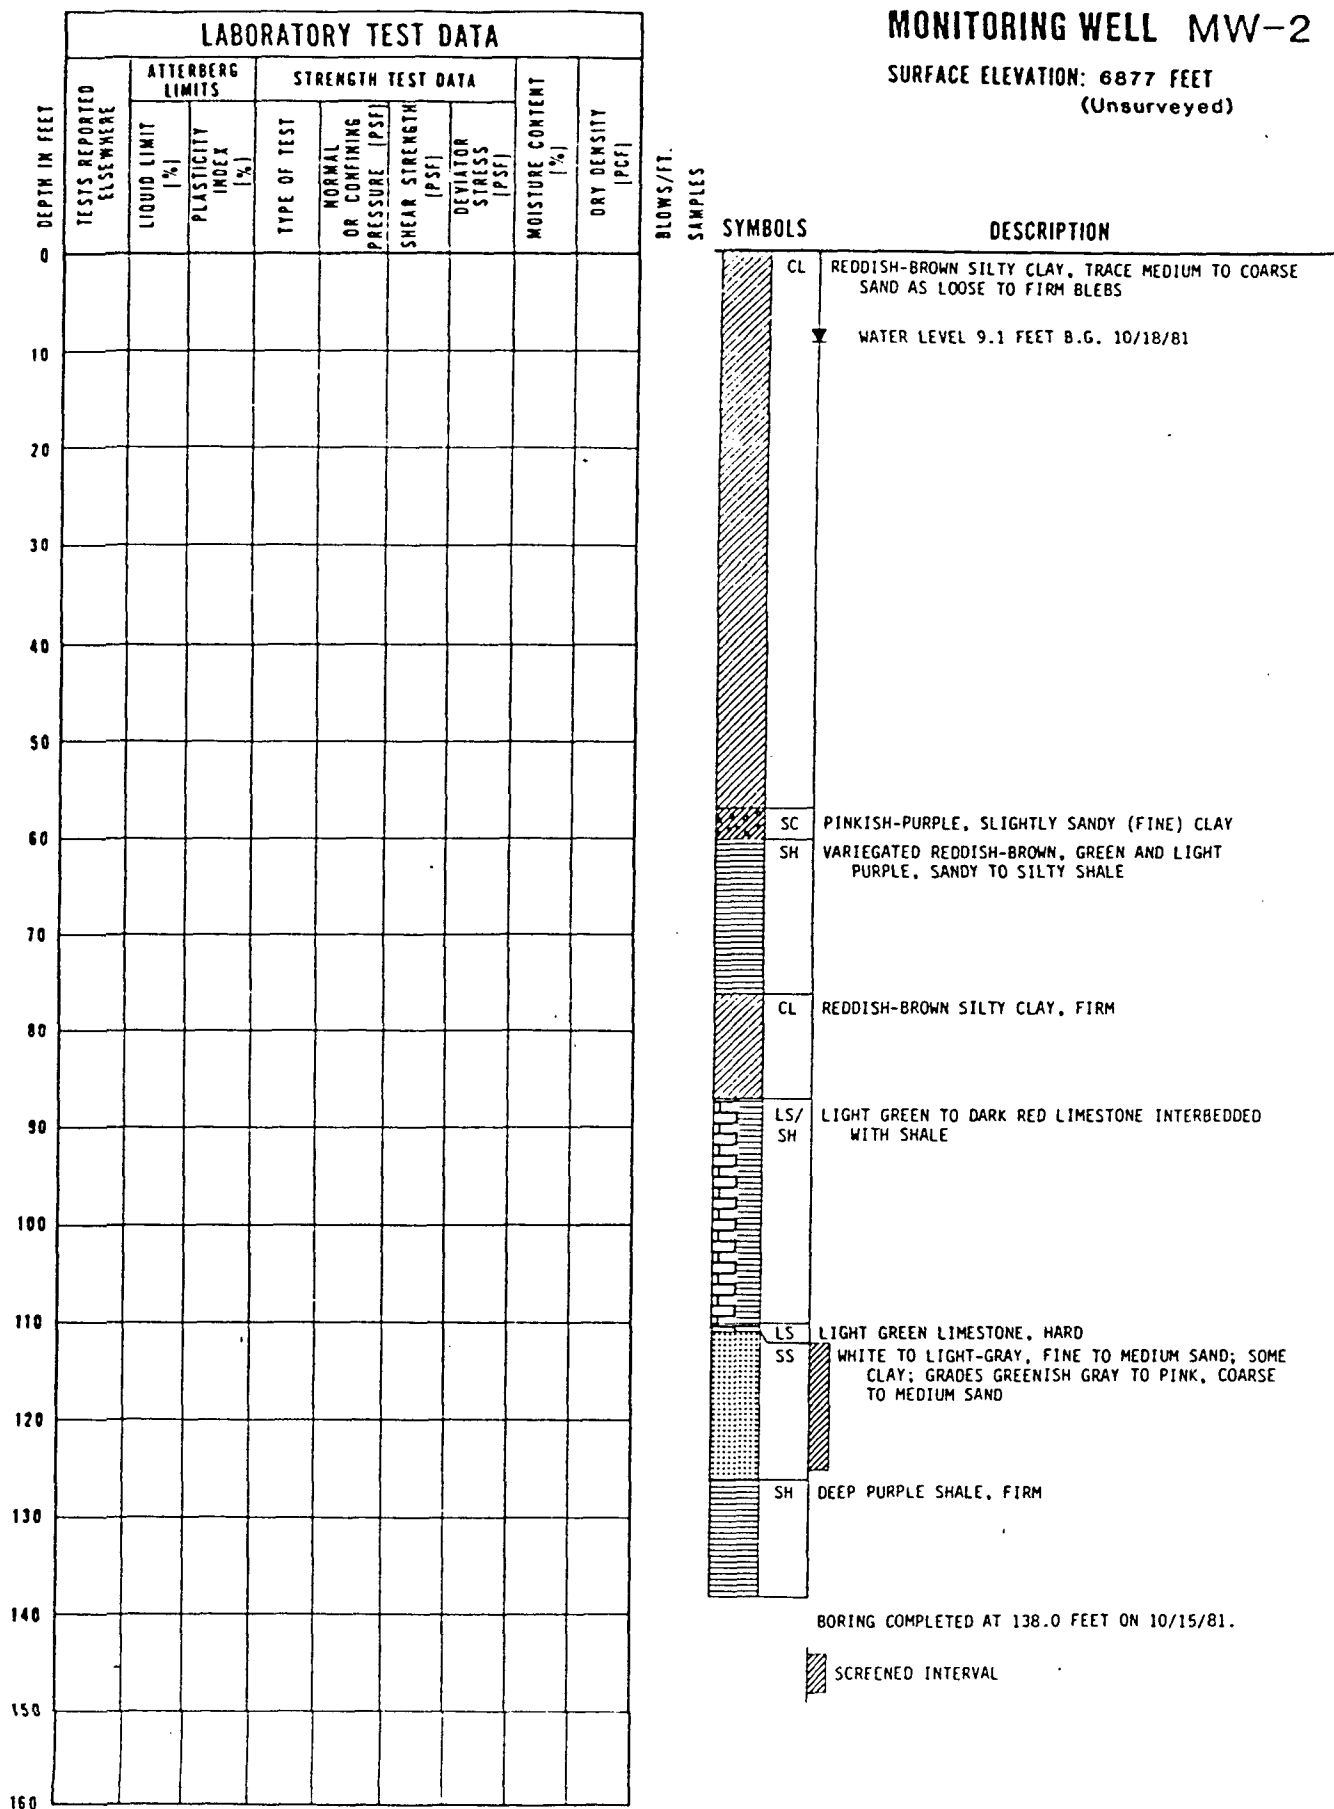 MONITORING WELL MW-2
SURFACE ELEVATION: 6877 FEET
(Unsurveyed)
LABORATORY TEST DATA
ATTERBERG
LIMITS
STRENGTH TEST DATA
DEPTH IN FEET
TESTS REPORTED
ELSEWHERE
LIQUID LIMIT
(%)
PLASTICITY
INDEX
(%)
TYPE OF TEST
NORMAL
OR CONFINING
PRESSURE (PSF)
SHEAR STRENGTH
(PSF)
DEVIATOR
STRESS
(PSF)
MOISTURE CONTENT
(%)
DRY DENSITY
(PCF)
BLOWS/FT.
SAMPLES
SYMBOLS
DESCRIPTION
0
10
20
30
40
50
60
70
80
90
100
110
120
130
140
150
160
CL REDDISH-BROWN SILTY CLAY, TRACE MEDIUM TO COARSE
SAND AS LOOSE TO FIRM BLEBS
WATER LEVEL 9.1 FEET B.G. 10/18/81
SC PINKISH-PURPLE, SLIGHTLY SANDY (FINE) CLAY
SH VARIEGATED REDDISH-BROWN, GREEN AND LIGHT
PURPLE, SANDY TO SILTY SHALE
CL REDDISH-BROWN SILTY CLAY, FIRM
LS/ LIGHT GREEN TO DARK RED LIMESTONE INTERBEDDED
SH WITH SHALE
LS LIGHT GREEN LIMESTONE, HARD
SS WHITE TO LIGHT-GRAY, FINE TO MEDIUM SAND; SOME
CLAY; GRADES GREENISH GRAY TO PINK, COARSE
TO MEDIUM SAND
SH DEEP PURPLE SHALE, FIRM
BORING COMPLETED AT 138.0 FEET ON 10/15/81.
SCREENED INTERVAL